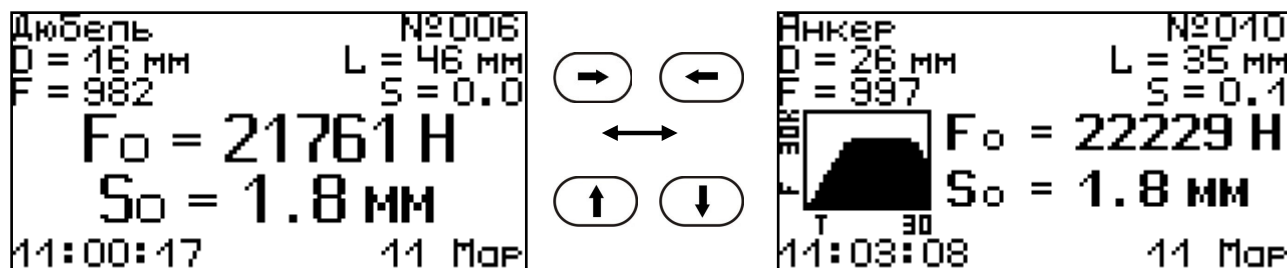 Дюбель №006
D = 16 мм L = 46 мм
F = 982 S = 0.0
Fo = 21761 Н
So = 1.8 мм
11:00:17 11 Мар
Анкер №010
D = 26 мм L = 35 мм
F = 997 S = 0.1
F 30К
Fo = 22229 Н
So = 1.8 мм
T 30
11:03:08 11 Мар